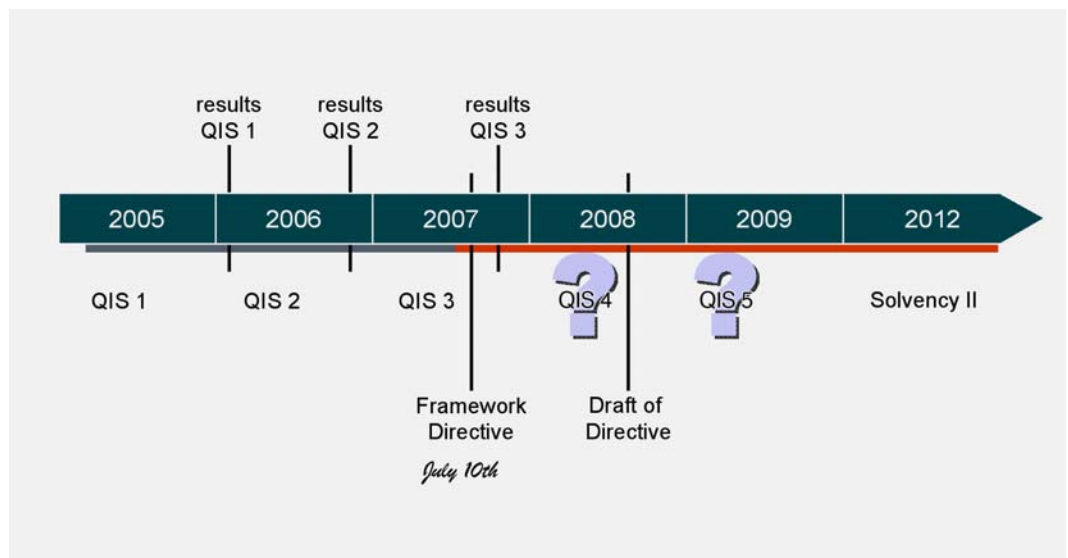 results
QIS 1
results
QIS 2
results
QIS 3
2005
2006
2007
2008
2009
2012
QIS 1
QIS 2
QIS 3
QIS 4
?
QIS 5
?
Solvency II
Framework
Directive
July 10th
Draft of
Directive